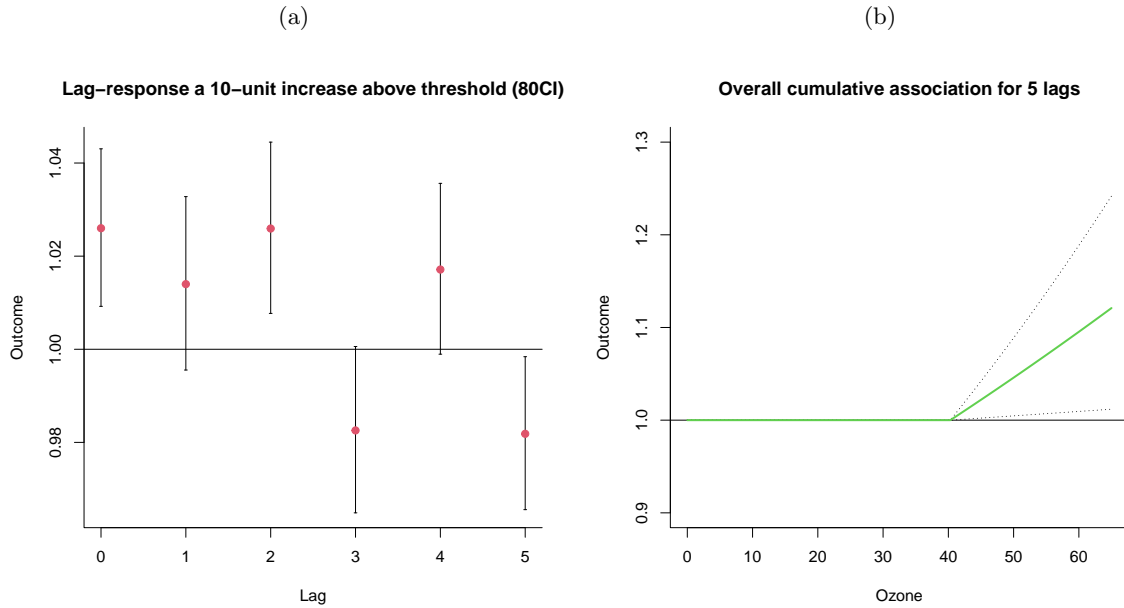 (a)
(b)
Lag−response a 10−unit increase above threshold (80CI)
Outcome
1.04
1.02
1.00
0.98
0 1 2 3 4 5
Lag
Overall cumulative association for 5 lags
Outcome
1.3
1.2
1.1
1.0
0.9
0 10 20 30 40 50 60
Ozone